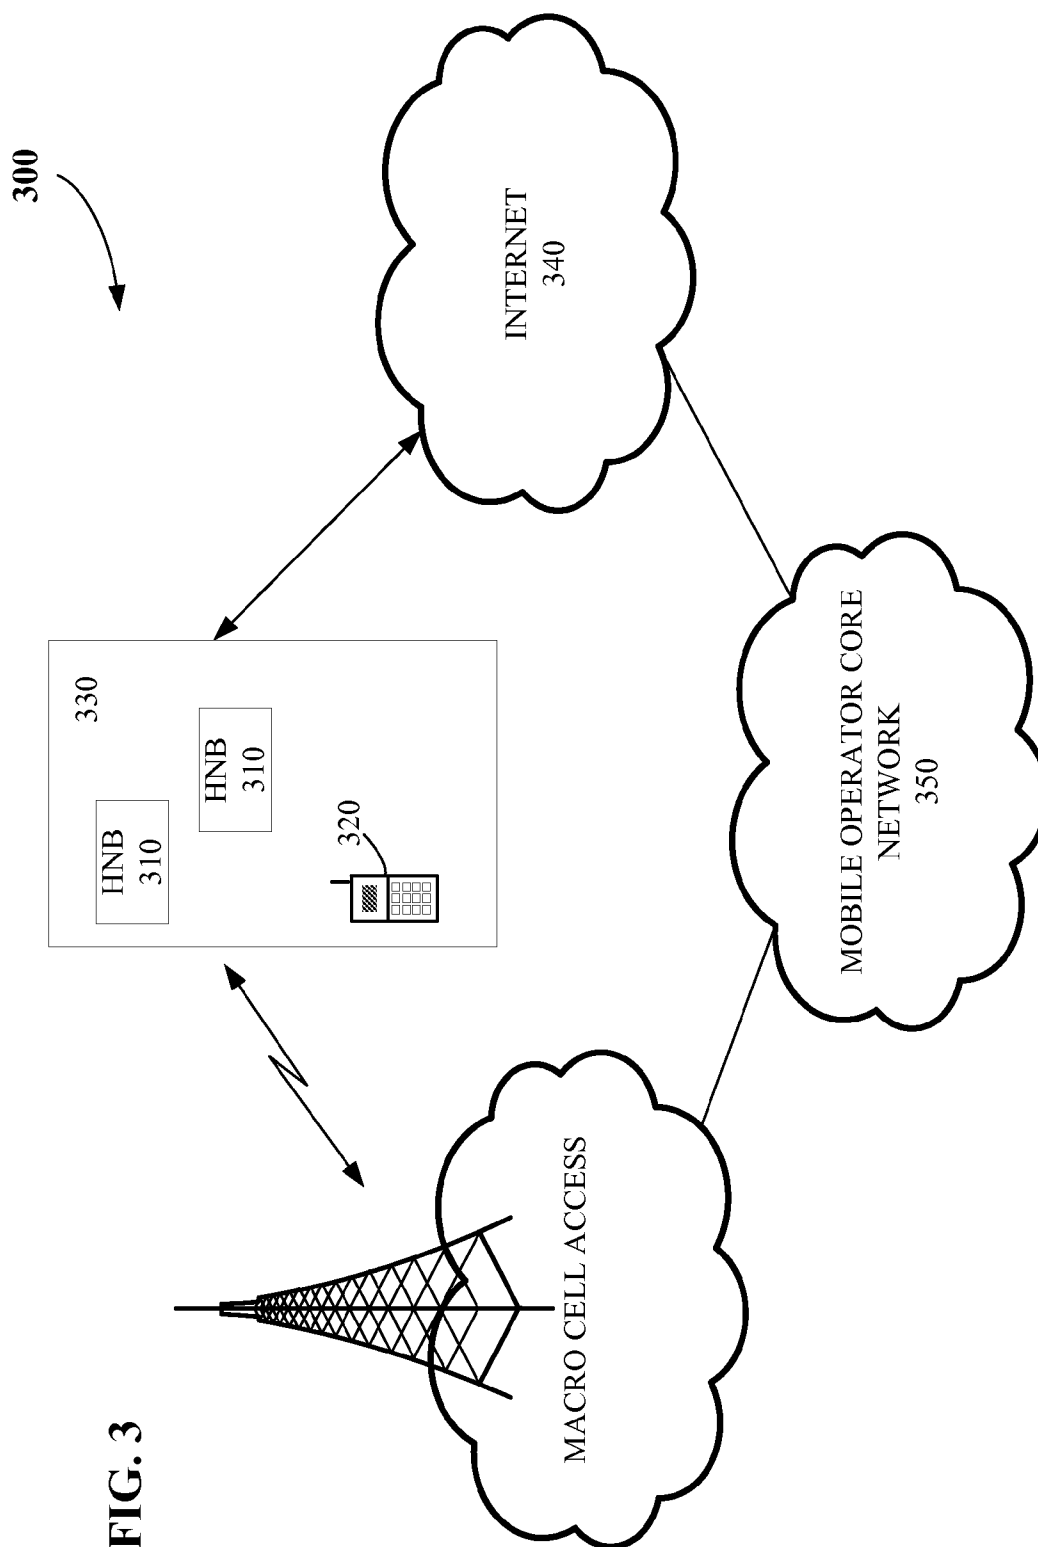 300
330
HNB
310
HNB
310
320
INTERNET
340
MACRO CELL ACCESS
MOBILE OPERATOR CORE
NETWORK
350
FIG. 3